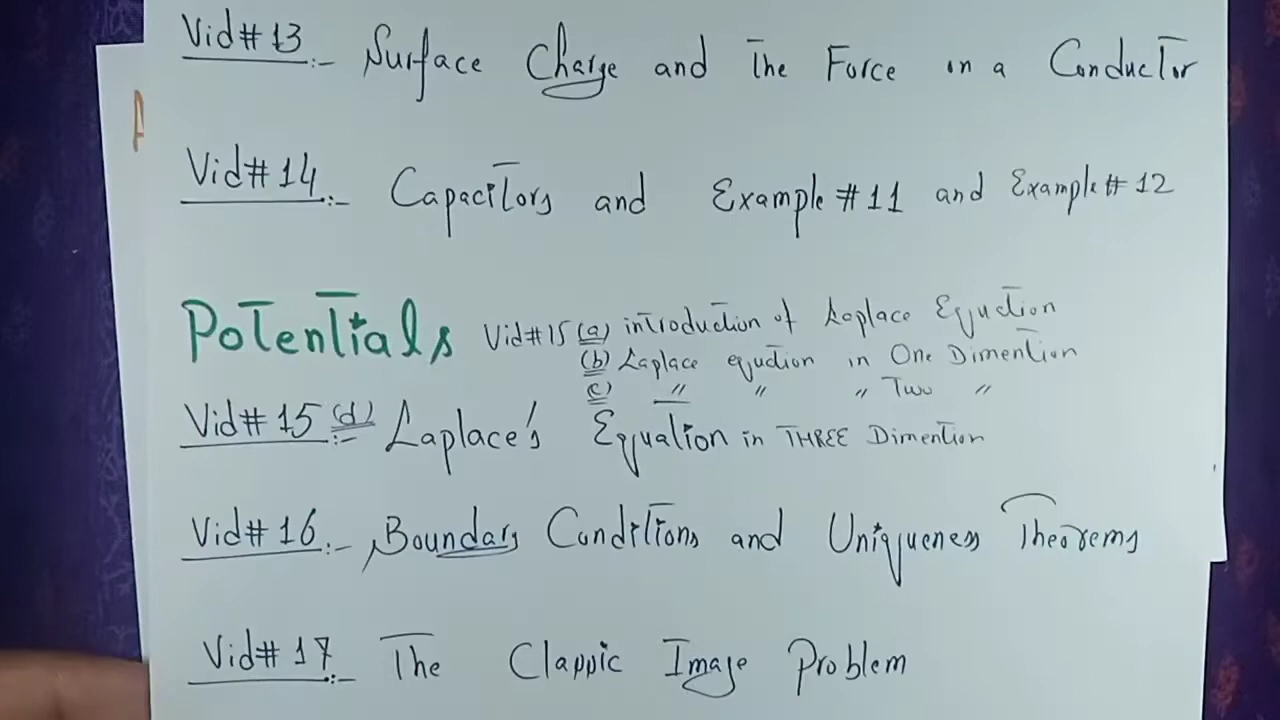 Vid#13:- Surface Charge and The Force on a Conductor
Vid#14:- Capacitors and Example #11 and Example #12
Potentials Vid#15 (a) introduction of Laplace Equation
(b) Laplace equation in One Dimention
(c) " " " Two "
Vid#15 (d):- Laplace's Equation in THREE Dimention
Vid#16:- Boundary Conditions and Uniqueness Theorems
Vid#17:- The Classic Image Problem